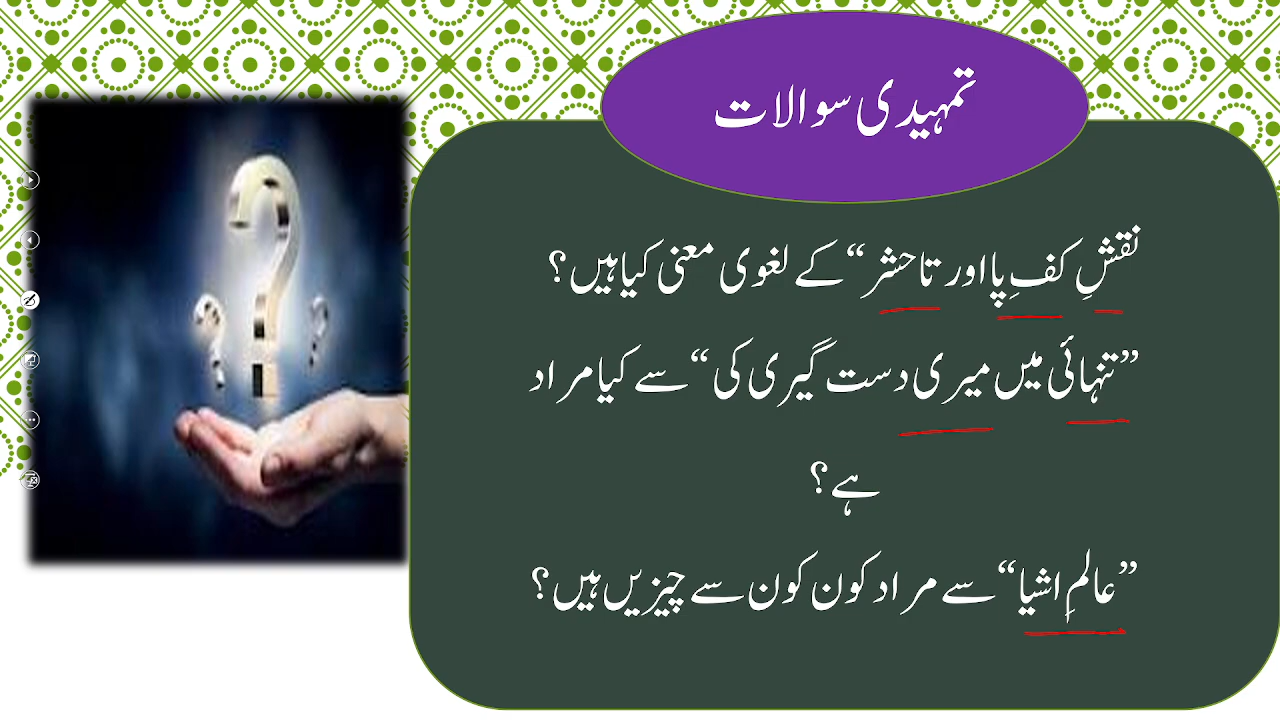 تمہیدی سوالات
نقشِ کفِ پا اور تا حشر“ کے لغوی معنی کیا ہیں؟
”تنہائی میں میری دست گیری کی“ سے کیا مراد
ہے؟
”عالمِ اشیا“ سے مراد کون کون سے چیزیں ہیں؟